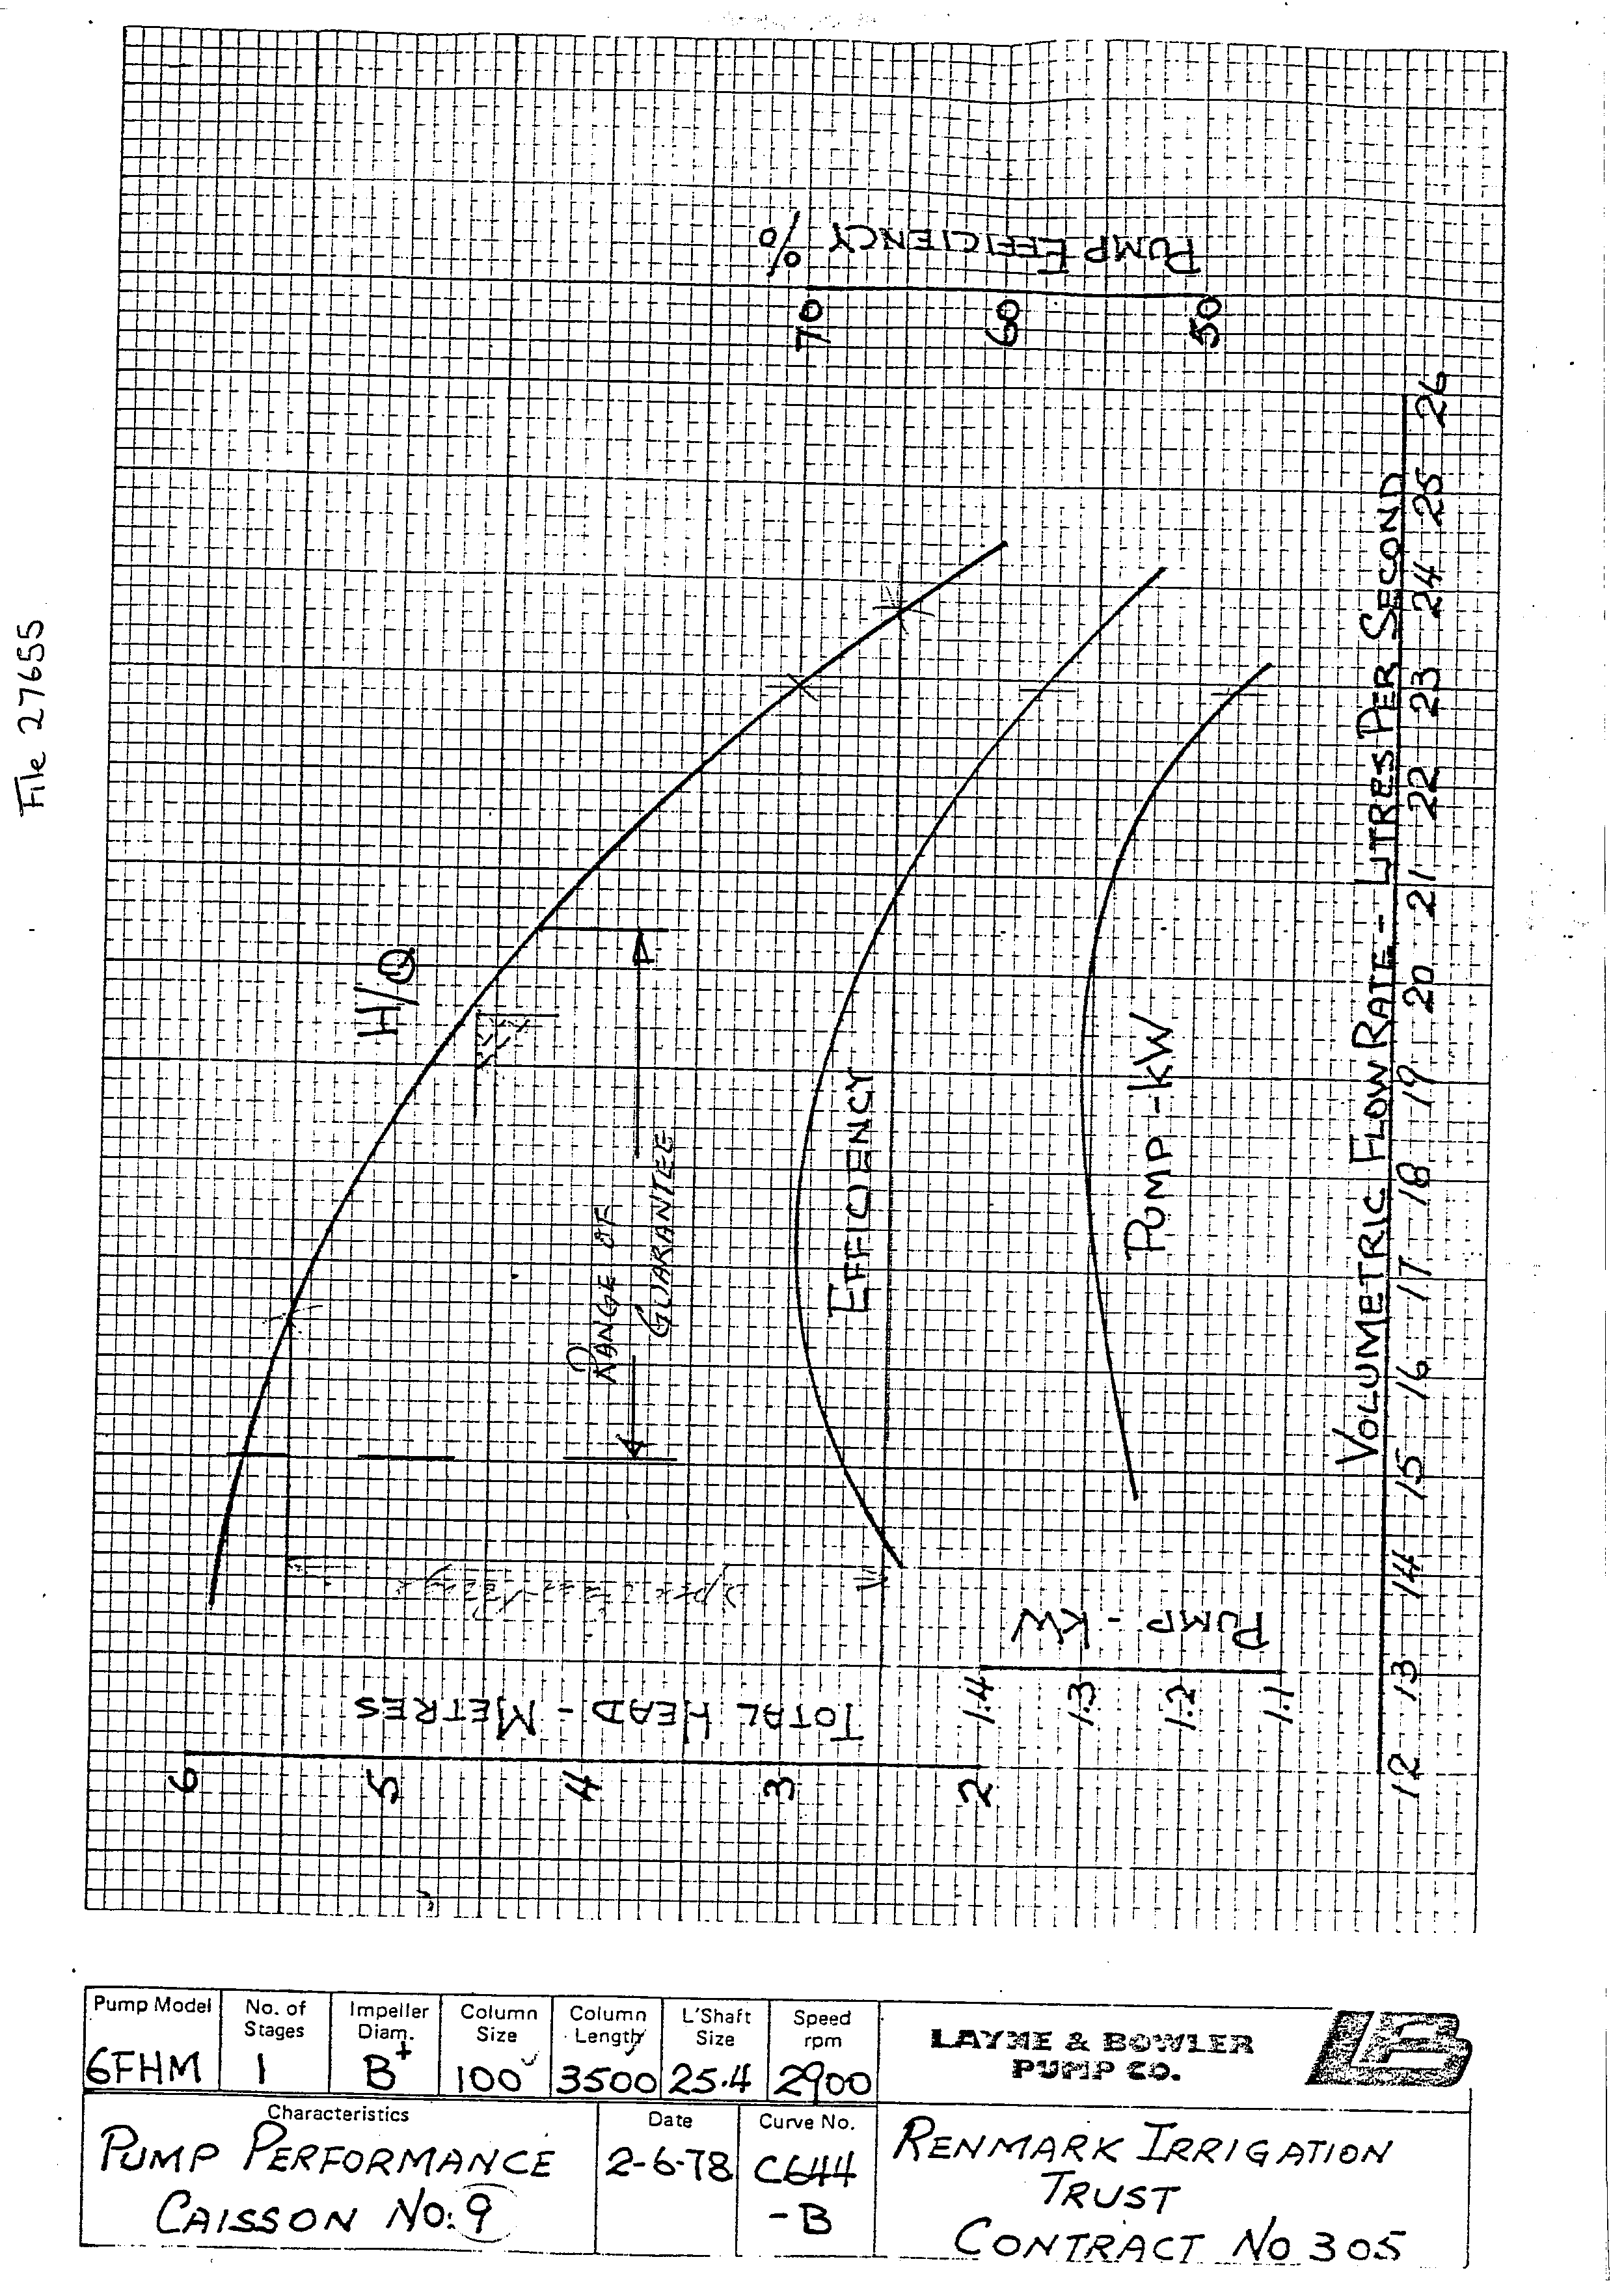 File 27655
PUMP EFFICIENCY %
70
60
50
H/Q
RANGE OF
GUARANTEE
EFFICIENCY
PUMP - kW
TOTAL HEAD - METRES
6
5
4
3
2
PUMP - KW
1.4
1.3
1.2
1.1
VOLUMETRIC FLOW RATE - LITRES PER SECOND
12 13 14 15 16 17 18 19 20 21 22 23 24 25 26
Pump Model
6FHM
No. of
Stages
1
Impeller
Diam.
B+
Column
Size
100
Column
Length
3500
L'Shaft
Size
25.4
Speed
rpm
2900
LAYNE & BOWLER
PUMP CO.
LB
Characteristics
PUMP PERFORMANCE
CAISSON NO: 9
Date
2-6-78
Curve No.
C644
- B
RENMARK IRRIGATION
TRUST
CONTRACT No 305